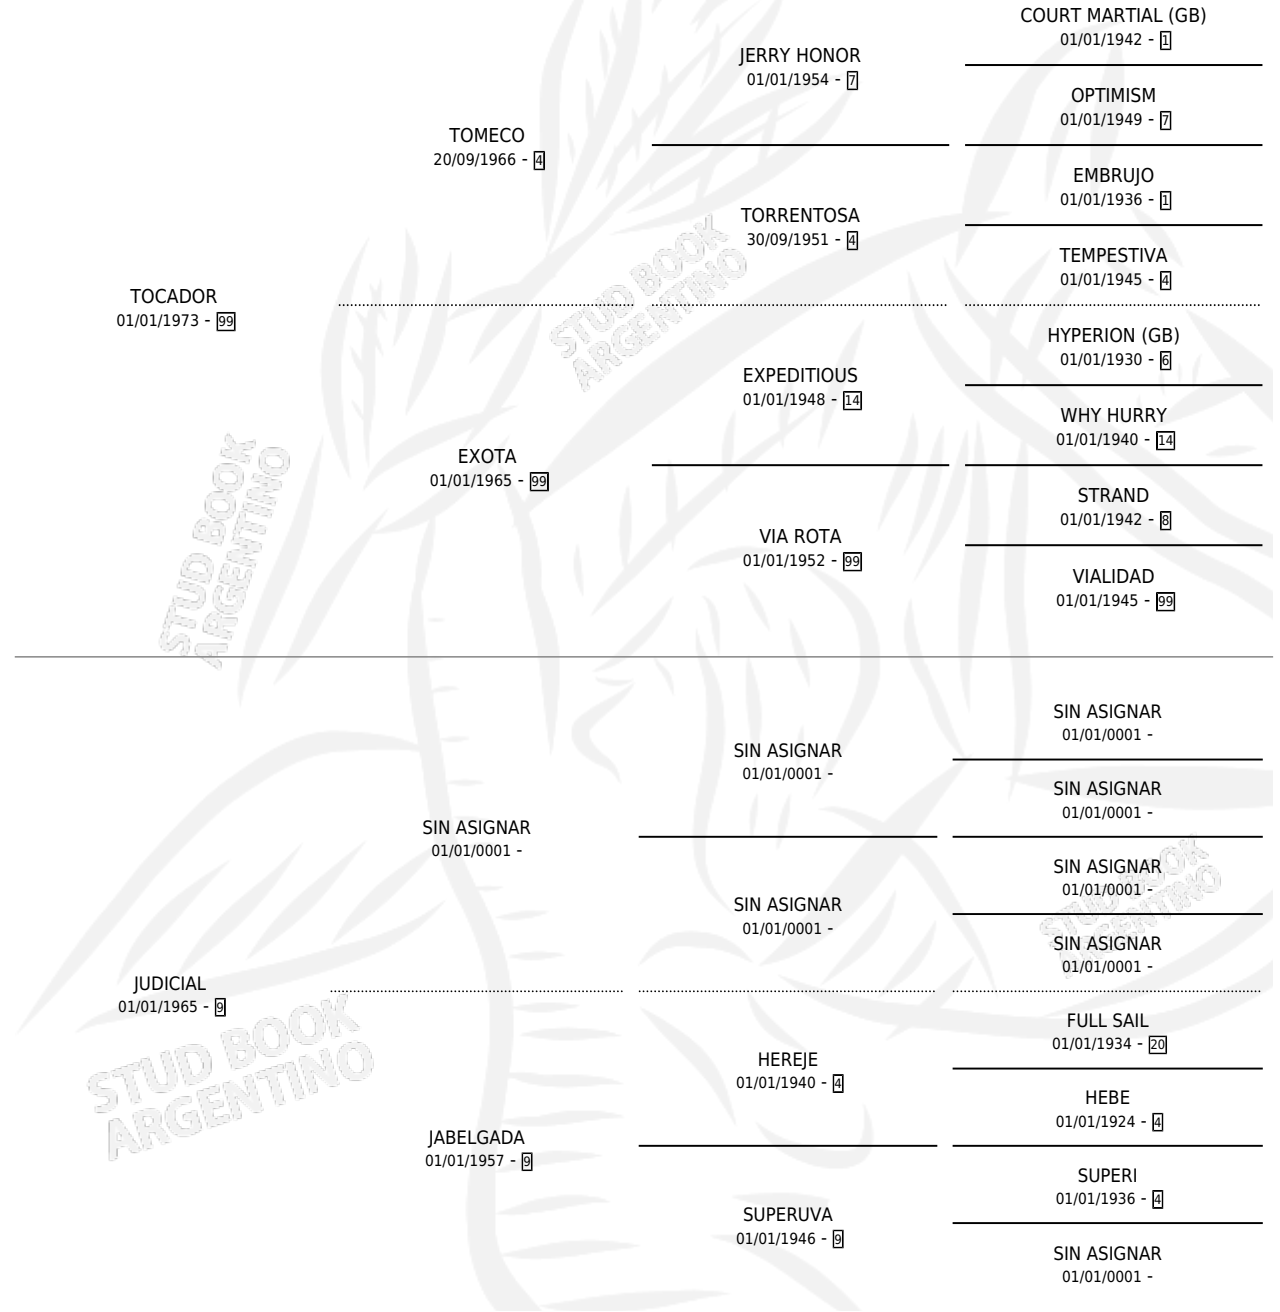 COURT MARTIAL (GB)
01/01/1942 - 1
JERRY HONOR
01/01/1954 - 7
OPTIMISM
01/01/1949 - 7
TOMECO
20/09/1966 - 4
EMBRUJO
01/01/1936 - 1
TORRENTOSA
30/09/1951 - 4
TEMPESTIVA
01/01/1945 - 4
TOCADOR
01/01/1973 - 99
HYPERION (GB)
01/01/1930 - 6
EXPEDITIOUS
01/01/1948 - 14
WHY HURRY
01/01/1940 - 14
EXOTA
01/01/1965 - 99
STRAND
01/01/1942 - 8
VIA ROTA
01/01/1952 - 99
VIALIDAD
01/01/1945 - 99
STUD BOOK
ARGENTINO
STUD BOOK
ARGENTINO
SIN ASIGNAR
01/01/0001 -
SIN ASIGNAR
01/01/0001 -
SIN ASIGNAR
01/01/0001 -
SIN ASIGNAR
01/01/0001 -
SIN ASIGNAR
01/01/0001 -
SIN ASIGNAR
01/01/0001 -
SIN ASIGNAR
01/01/0001 -
JUDICIAL
01/01/1965 - 9
FULL SAIL
01/01/1934 - 20
HEREJE
01/01/1940 - 4
HEBE
01/01/1924 - 4
JABELGADA
01/01/1957 - 9
SUPERI
01/01/1936 - 4
SUPERUVA
01/01/1946 - 9
SIN ASIGNAR
01/01/0001 -
STUD BOOK
ARGENTINO
STUD BOOK
ARGENTINO